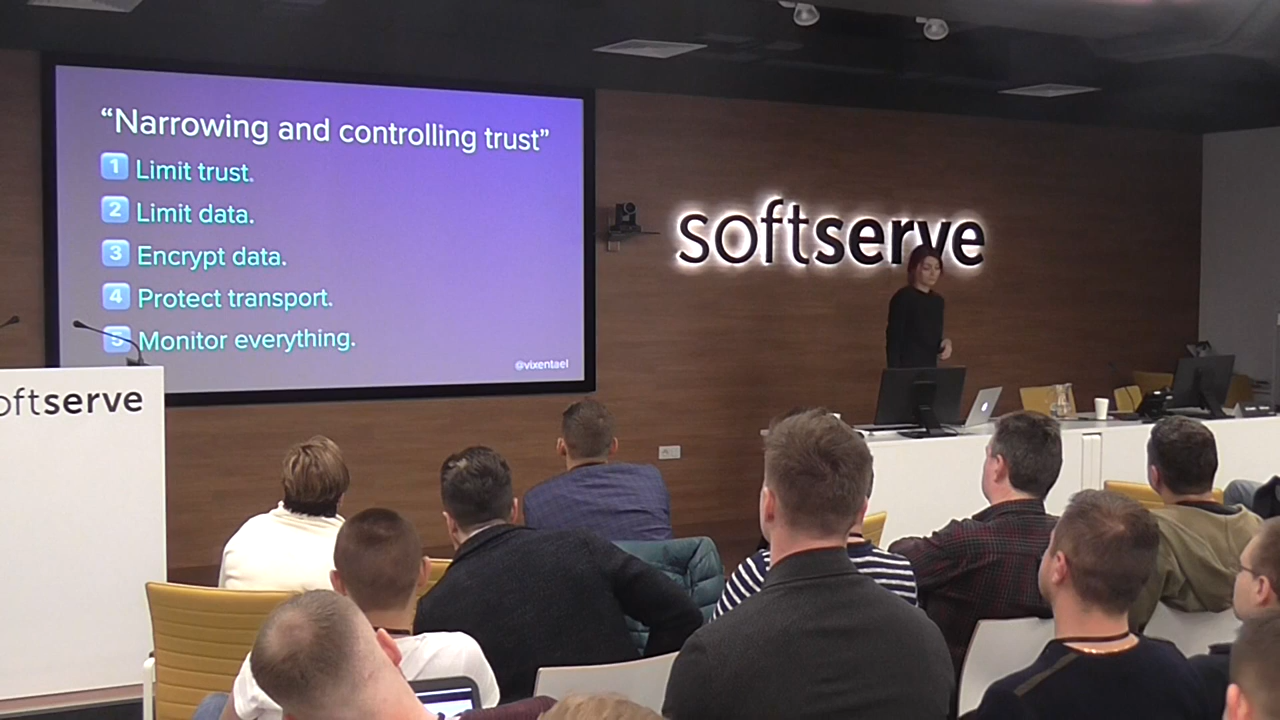 “Narrowing and controlling trust”
1 Limit trust.
2 Limit data.
3 Encrypt data.
4 Protect transport.
5 Monitor everything.
@vixentael
softserve
oftserve